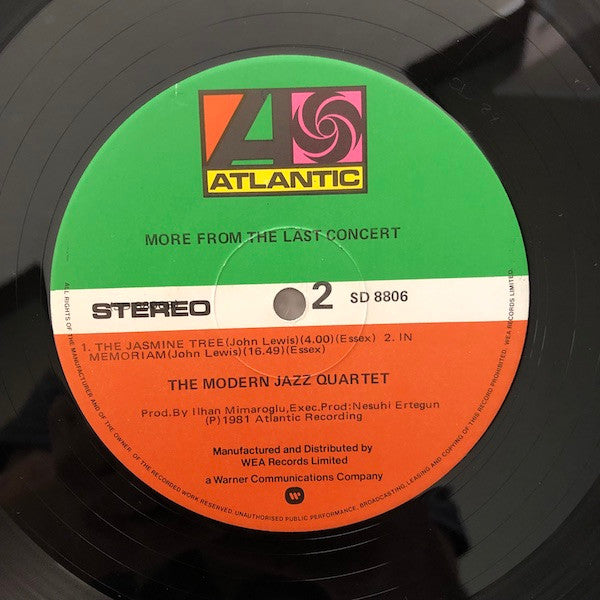 ATLANTIC
MORE FROM THE LAST CONCERT
STEREO
2
SD 8806
1. THE JASMINE TREE(John Lewis)(4.00)(Essex) 2. IN
MEMORIAM(John Lewis)(16.49)(Essex)
THE MODERN JAZZ QUARTET
Prod.By Ilhan Mimaroglu,Exec.Prod:Nesuhi Ertegun
(P)1981 Atlantic Recording
Manufactured and Distributed by
WEA Records Limited
a Warner Communications Company
ALL RIGHTS OF THE MANUFACTURER AND OF THE OWNER OF THE RECORDED WORK RESERVED. UNAUTHORISED PUBLIC PERFORMANCE, BROADCASTING, LEASING AND COPYING OF THIS RECORD PROHIBITED. WEA RECORDS LIMITED.